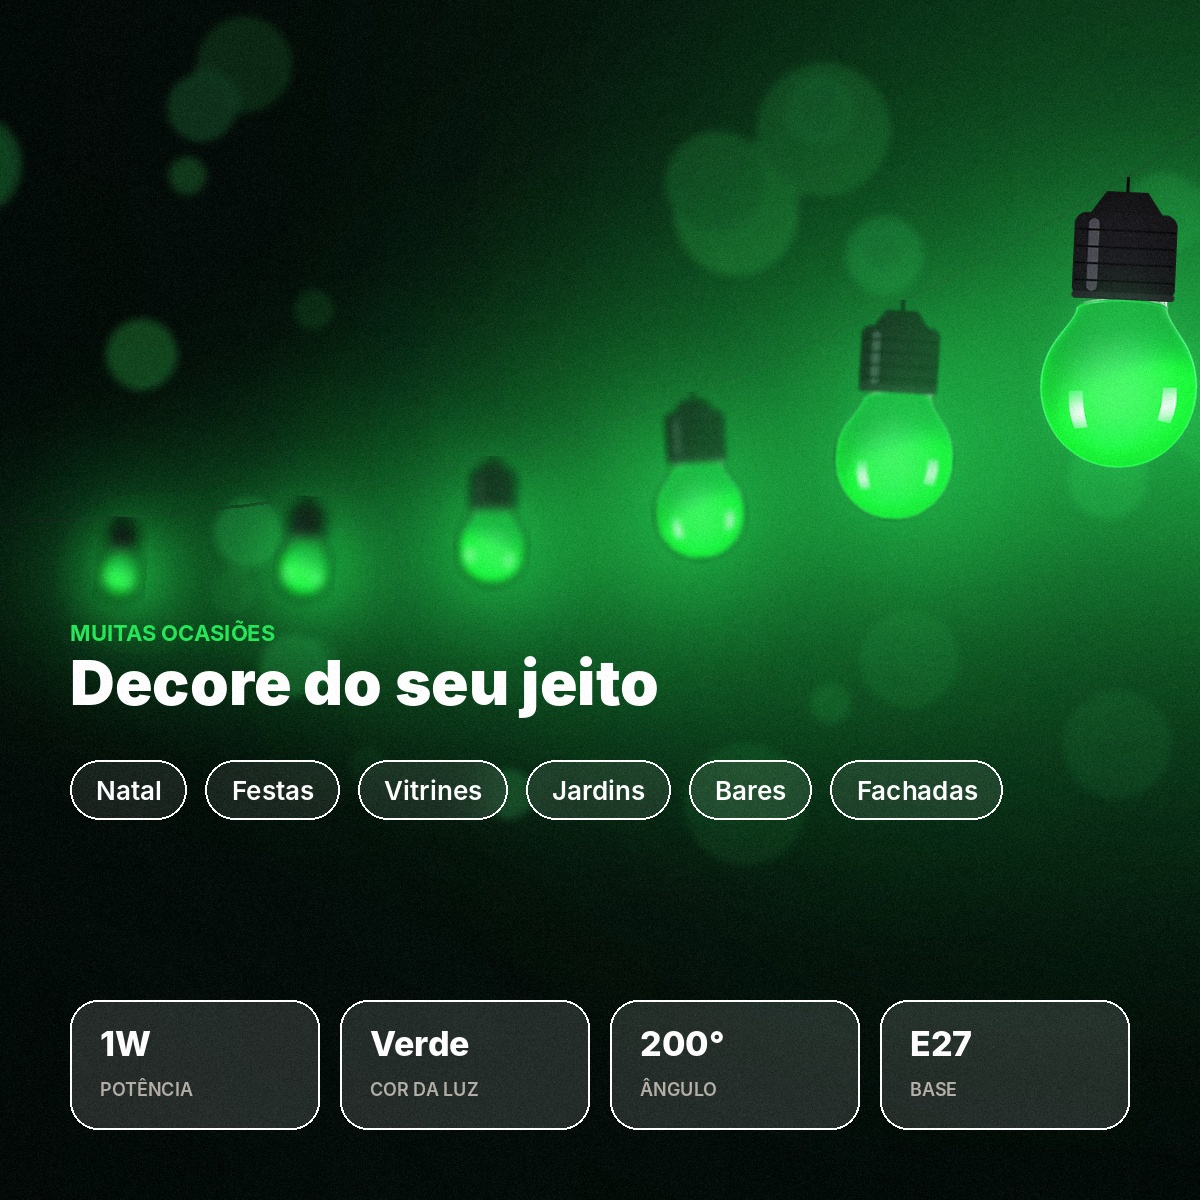 MUITAS OCASIÕES
Decore do seu jeito
Natal Festas Vitrines Jardins Bares Fachadas
1W Verde 200° E27
POTÊNCIA COR DA LUZ ÂNGULO BASE